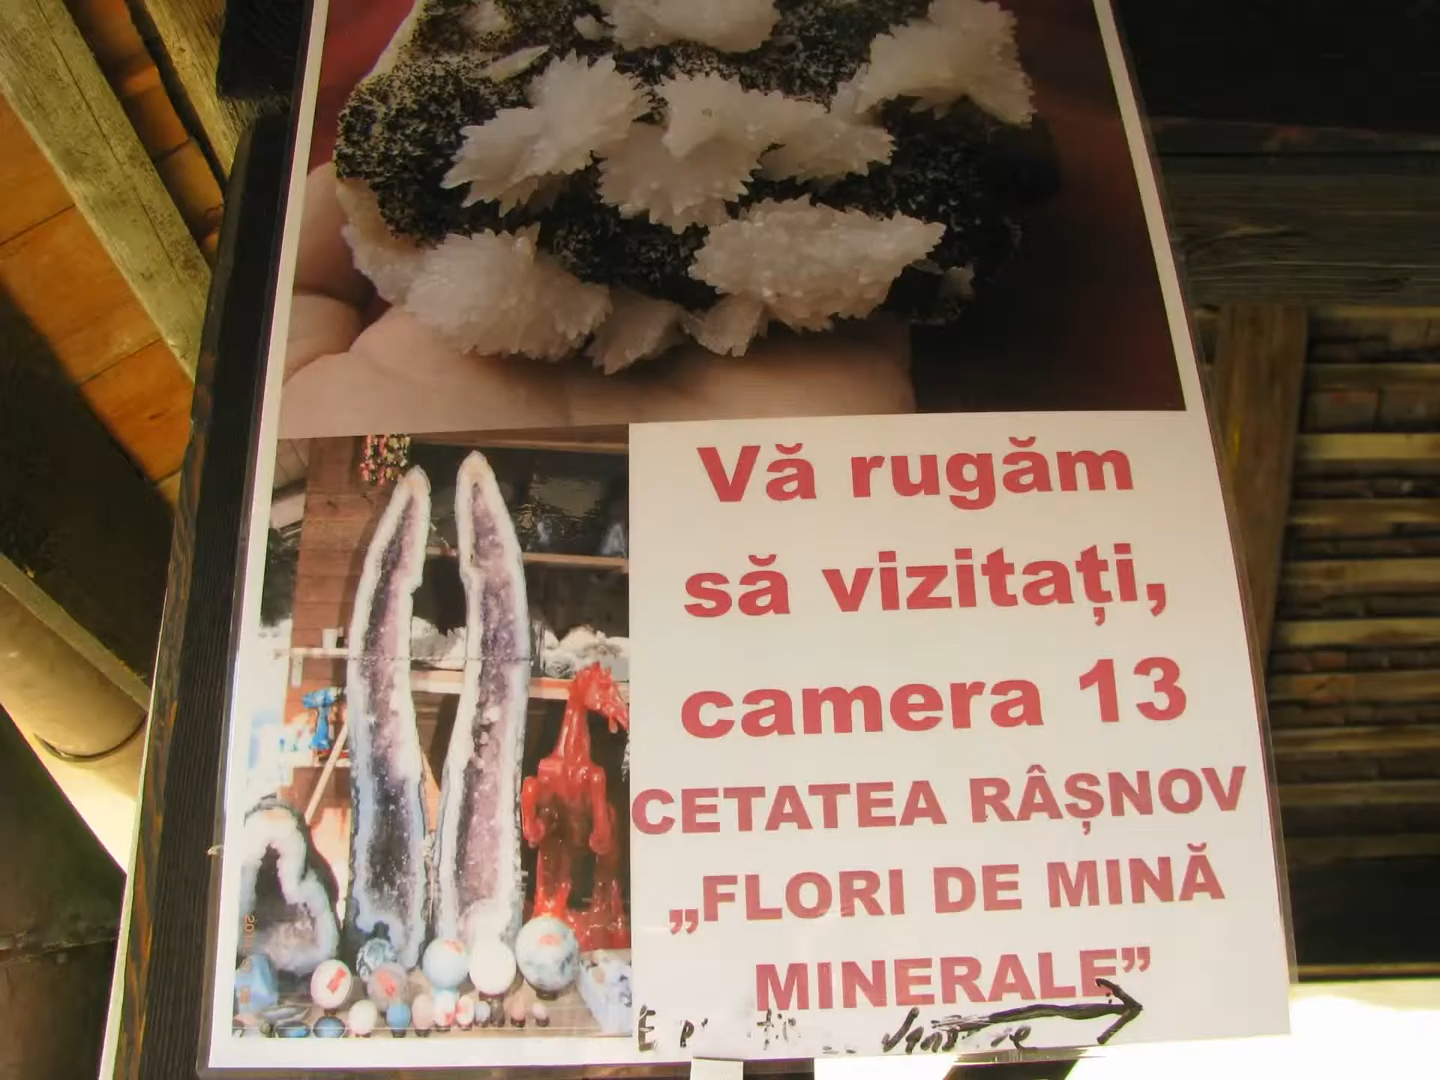 Vă rugăm
să vizitați,
camera 13
CETATEA RÂȘNOV
„FLORI DE MINĂ
MINERALE”